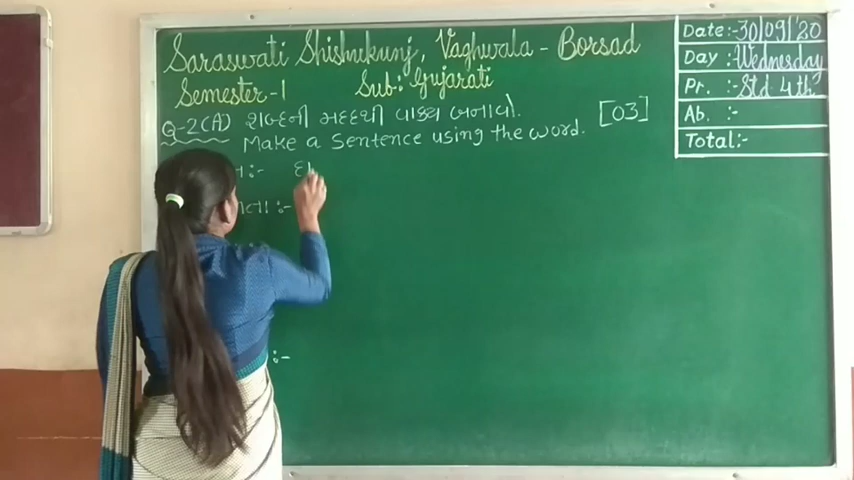 Saraswati Shishukunj, Vaghwala - Borsad
Semester-1 Sub: Gujarati
Q-2(A) શબ્દની મદદથી વાક્ય બનાવો. [03]
Make a Sentence using the word.
:-
:-
:-
Date:-30/09/'20
Day :-Wednesday
Pr. :-Std 4th
Ab. :-
Total:-